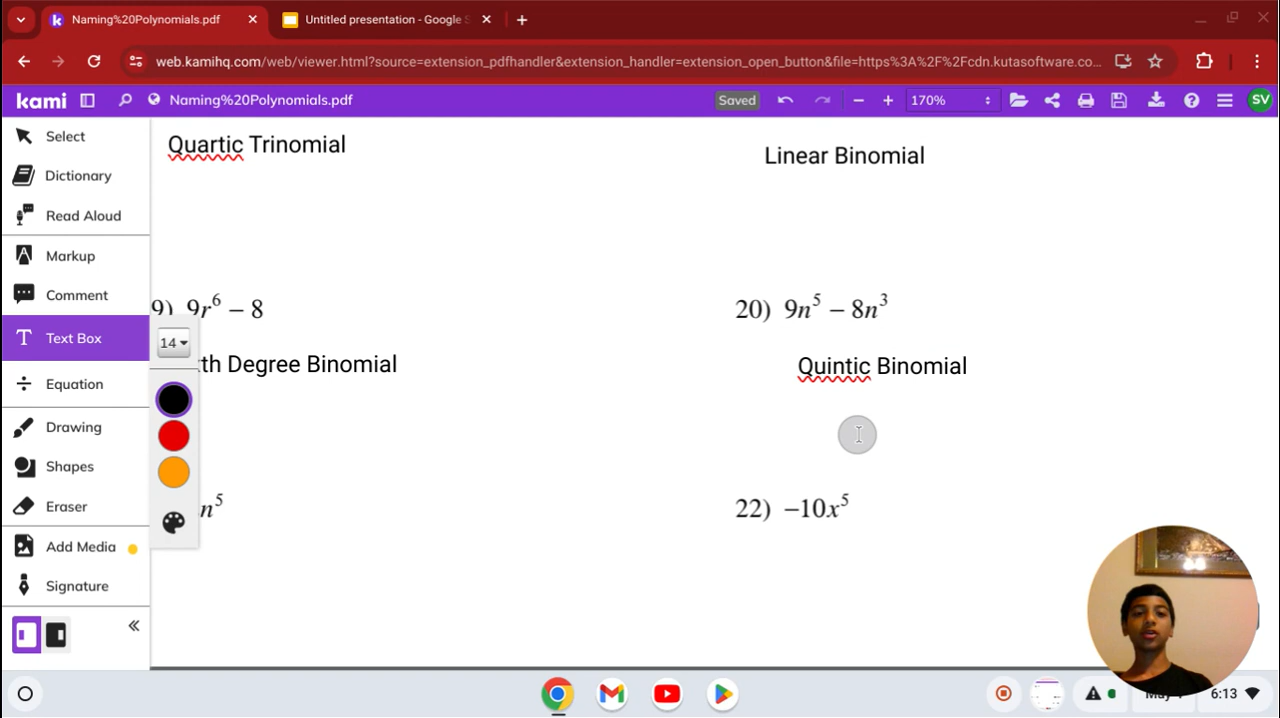 Naming%20Polynomials.pdf
Untitled presentation - Google S
web.kamihq.com/web/viewer.html?source=extension_pdfhandler&extension_handler=extension_open_button&file=https%3A%2F%2Fcdn.kutasoftware.co...
kami
Naming%20Polynomials.pdf
Saved
170%
SV
Select
Dictionary
Read Aloud
Markup
Comment
Text Box
Equation
Drawing
Shapes
Eraser
Add Media
Signature
14
Quartic Trinomial
Linear Binomial
9) 9r⁶ – 8
20) 9n⁵ – 8n³
th Degree Binomial
Quintic Binomial
n⁵
22) –10x⁵
6:13